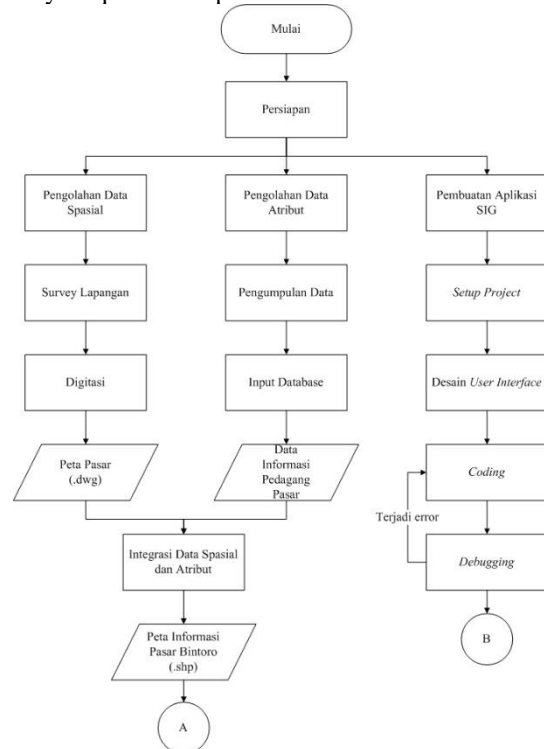 Mulai
Persiapan
Pengolahan Data
Spasial
Pengolahan Data
Atribut
Pembuatan Aplikasi
SIG
Survey Lapangan
Pengumpulan Data
Setup Project
Digitasi
Input Database
Desain User Interface
Peta Pasar
(.dwg)
Data
Informasi
Pedagang
Pasar
Coding
Terjadi error
Integrasi Data Spasial
dan Atribut
Debugging
Peta Informasi
Pasar Bintoro
(.shp)
B
A